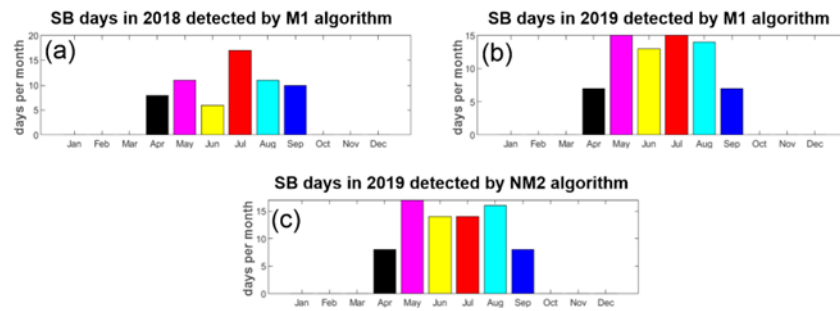 SB days in 2018 detected by M1 algorithm
(a)
days per month
20
15
10
5
0
Jan Feb Mar Apr May Jun Jul Aug Sep Oct Nov Dec
SB days in 2019 detected by M1 algorithm
(b)
days per month
15
10
5
0
Jan Feb Mar Apr May Jun Jul Aug Sep Oct Nov Dec
SB days in 2019 detected by NM2 algorithm
(c)
days per month
15
10
5
0
Jan Feb Mar Apr May Jun Jul Aug Sep Oct Nov Dec